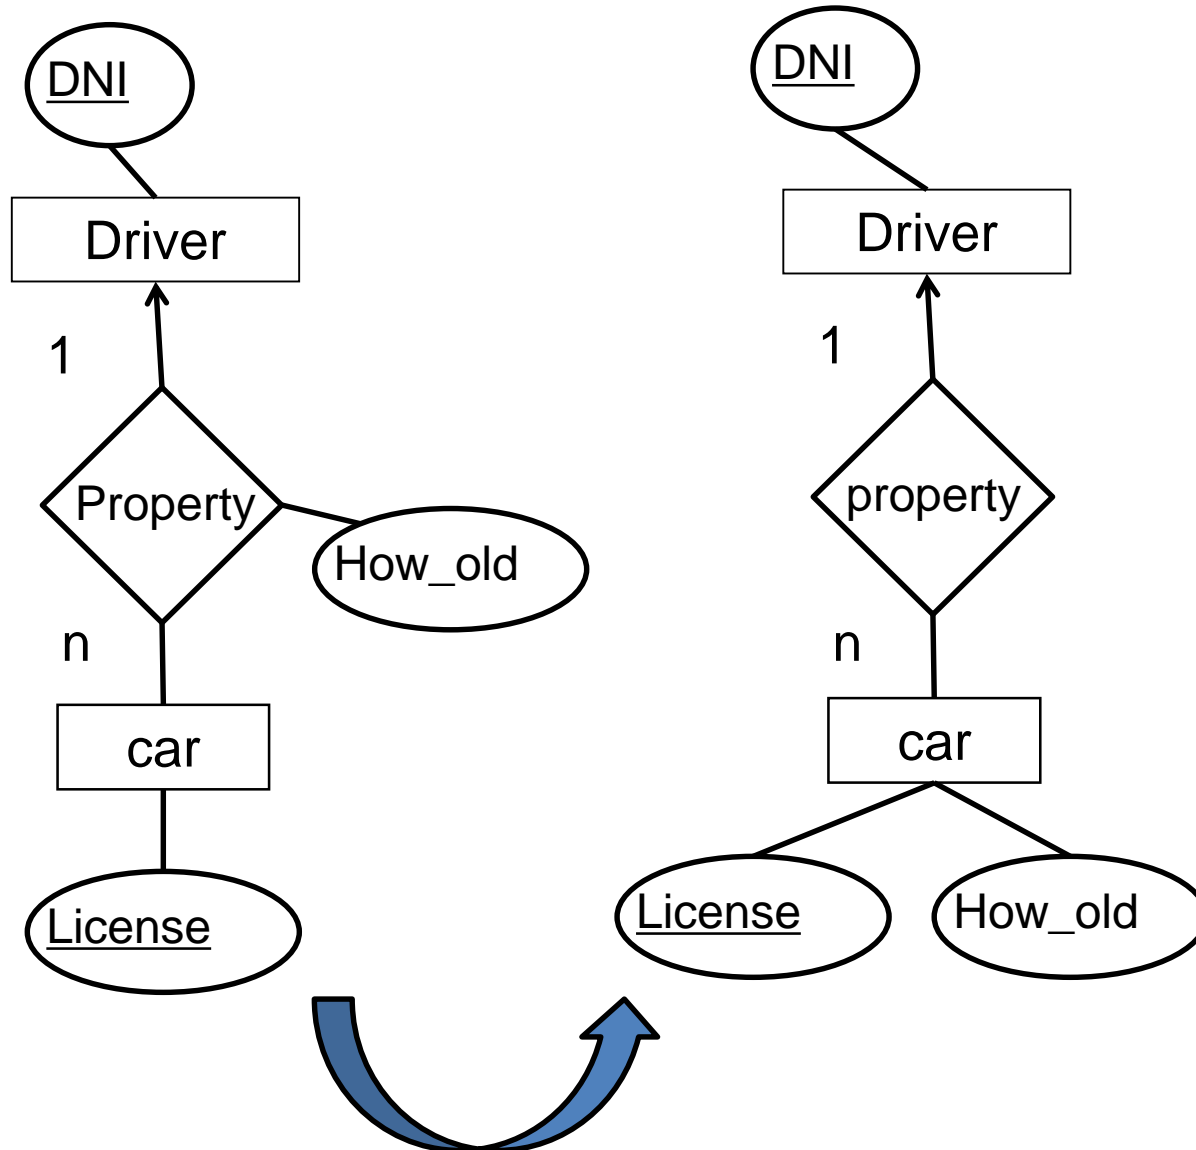 DNI
Driver
1
Property
How_old
n
car
License
DNI
Driver
1
property
n
car
License
How_old